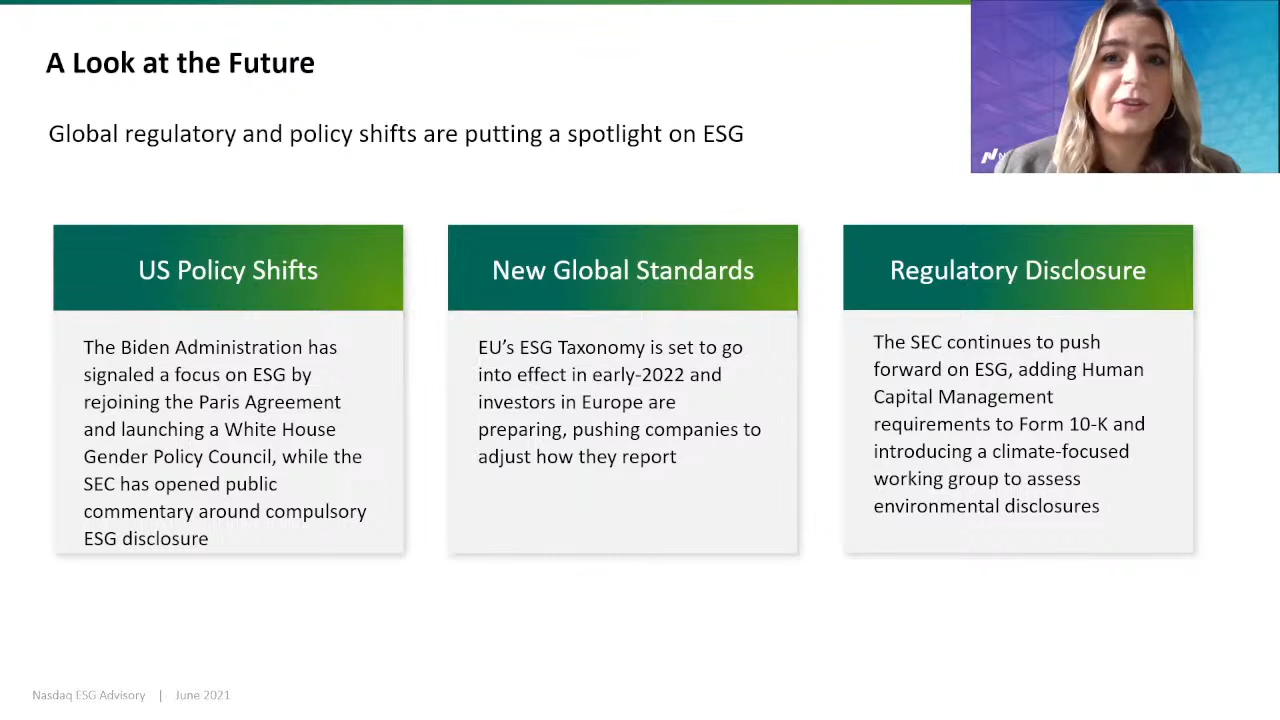 A Look at the Future
Global regulatory and policy shifts are putting a spotlight on ESG
US Policy Shifts
The Biden Administration has
signaled a focus on ESG by
rejoining the Paris Agreement
and launching a White House
Gender Policy Council, while the
SEC has opened public
commentary around compulsory
ESG disclosure
New Global Standards
EU’s ESG Taxonomy is set to go
into effect in early-2022 and
investors in Europe are
preparing, pushing companies to
adjust how they report
Regulatory Disclosure
The SEC continues to push
forward on ESG, adding Human
Capital Management
requirements to Form 10-K and
introducing a climate-focused
working group to assess
environmental disclosures
Nasdaq ESG Advisory | June 2021